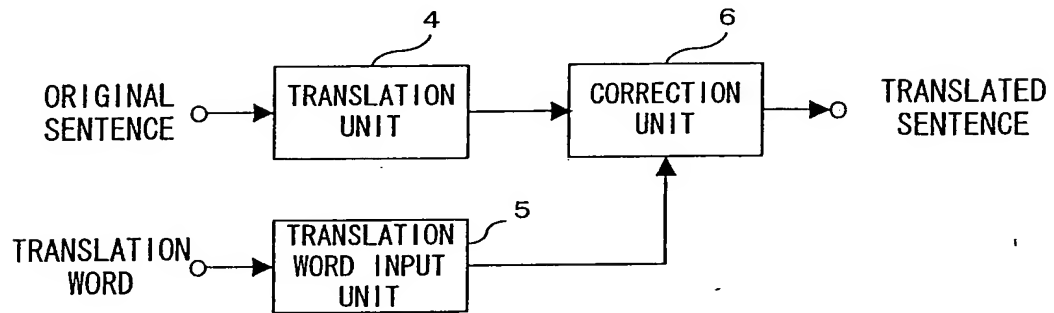 4
6
ORIGINAL
SENTENCE
TRANSLATION
UNIT
CORRECTION
UNIT
TRANSLATED
SENTENCE
5
TRANSLATION
WORD
TRANSLATION
WORD INPUT
UNIT